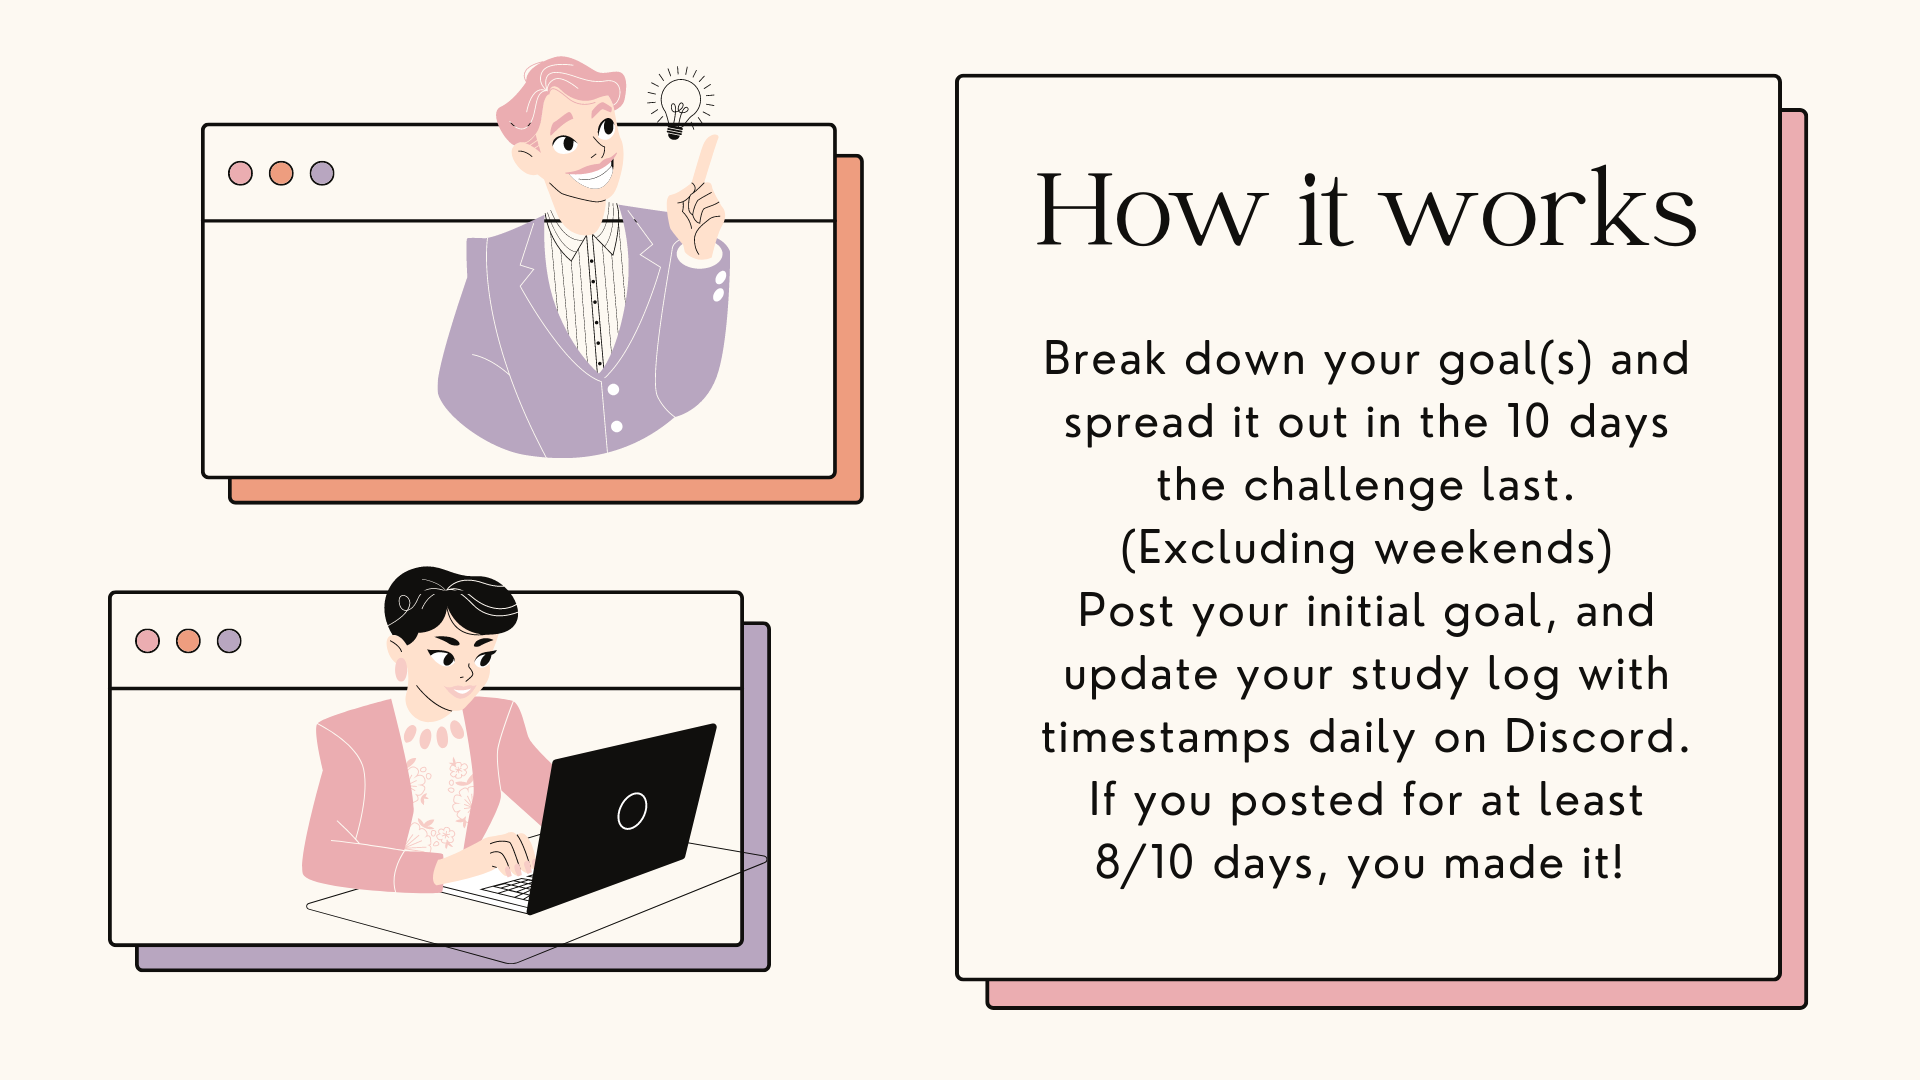 How it works
Break down your goal(s) and
spread it out in the 10 days
the challenge last.
(Excluding weekends)
Post your initial goal, and
update your study log with
timestamps daily on Discord.
If you posted for at least
8/10 days, you made it!